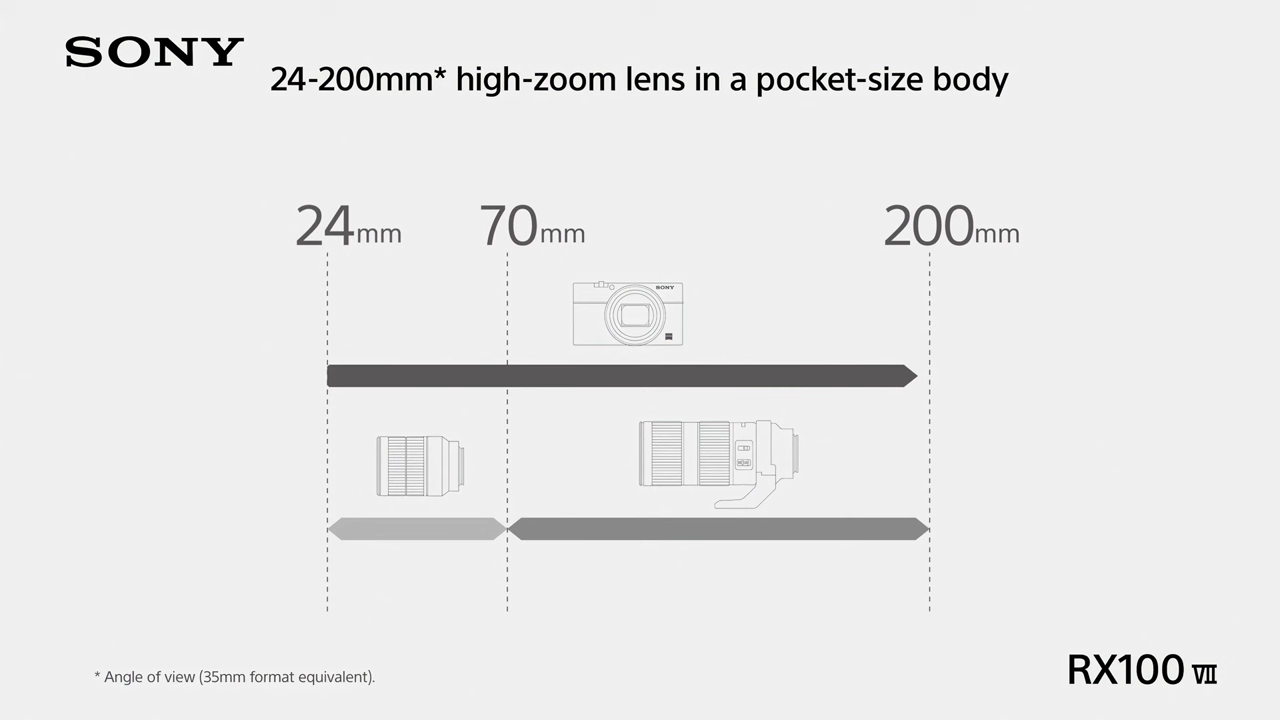 SONY
24-200mm* high-zoom lens in a pocket-size body
24mm 70mm 200mm
SONY
* Angle of view (35mm format equivalent).
RX100 VII